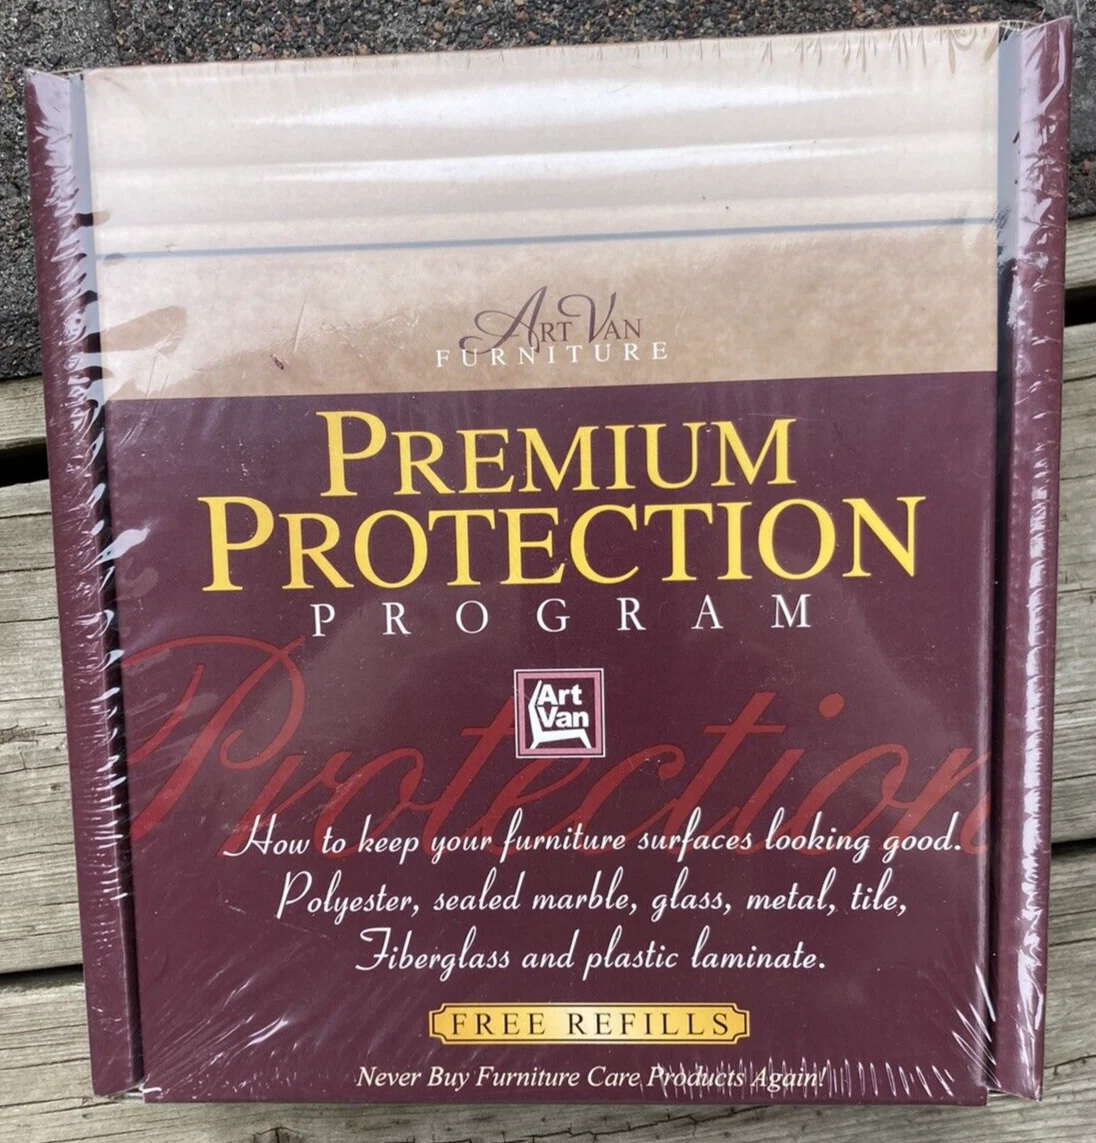 ART VAN
FURNITURE
PREMIUM
PROTECTION
PROGRAM
Art
Van
Protection
How to keep your furniture surfaces looking good.
Polyester, sealed marble, glass, metal, tile,
Fiberglass and plastic laminate.
FREE REFILLS
Never Buy Furniture Care Products Again!